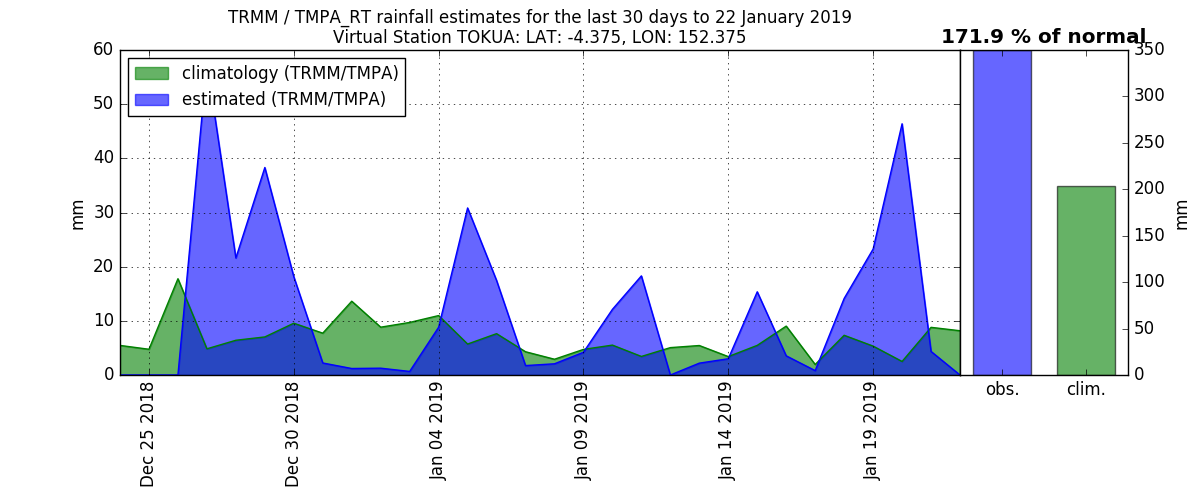 TRMM / TMPA_RT rainfall estimates for the last 30 days to 22 January 2019
Virtual Station TOKUA: LAT: -4.375, LON: 152.375
171.9 % of normal
climatology (TRMM/TMPA)
estimated (TRMM/TMPA)
mm
60
50
40
30
20
10
0
Dec 25 2018
Dec 30 2018
Jan 04 2019
Jan 09 2019
Jan 14 2019
Jan 19 2019
obs.
clim.
350
300
250
200
150
100
50
0
mm